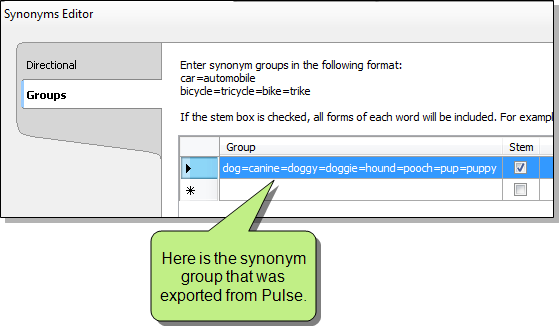 Synonyms Editor
Directional
Groups
Enter synonym groups in the following format:
car=automobile
bicycle=tricycle=bike=trike
If the stem box is checked, all forms of each word will be included. For exampl
Group Stem
dog=canine=doggy=doggie=hound=pooch=pup=puppy
Here is the synonym
group that was
exported from Pulse.